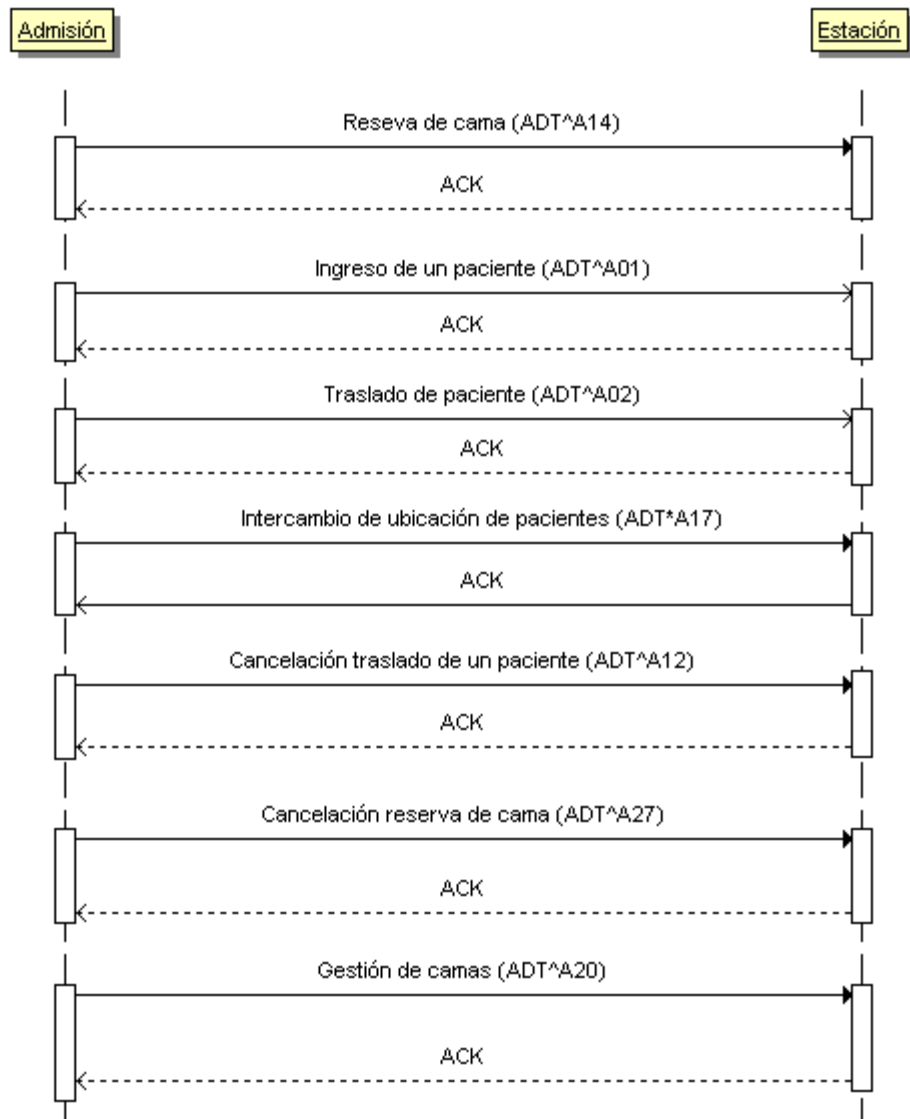 Admisión
Estación
Reseva de cama (ADT^A14)
ACK
Ingreso de un paciente (ADT^A01)
ACK
Traslado de paciente (ADT^A02)
ACK
Intercambio de ubicación de pacientes (ADT*A17)
ACK
Cancelación traslado de un paciente (ADT^A12)
ACK
Cancelación reserva de cama (ADT^A27)
ACK
Gestión de camas (ADT^A20)
ACK